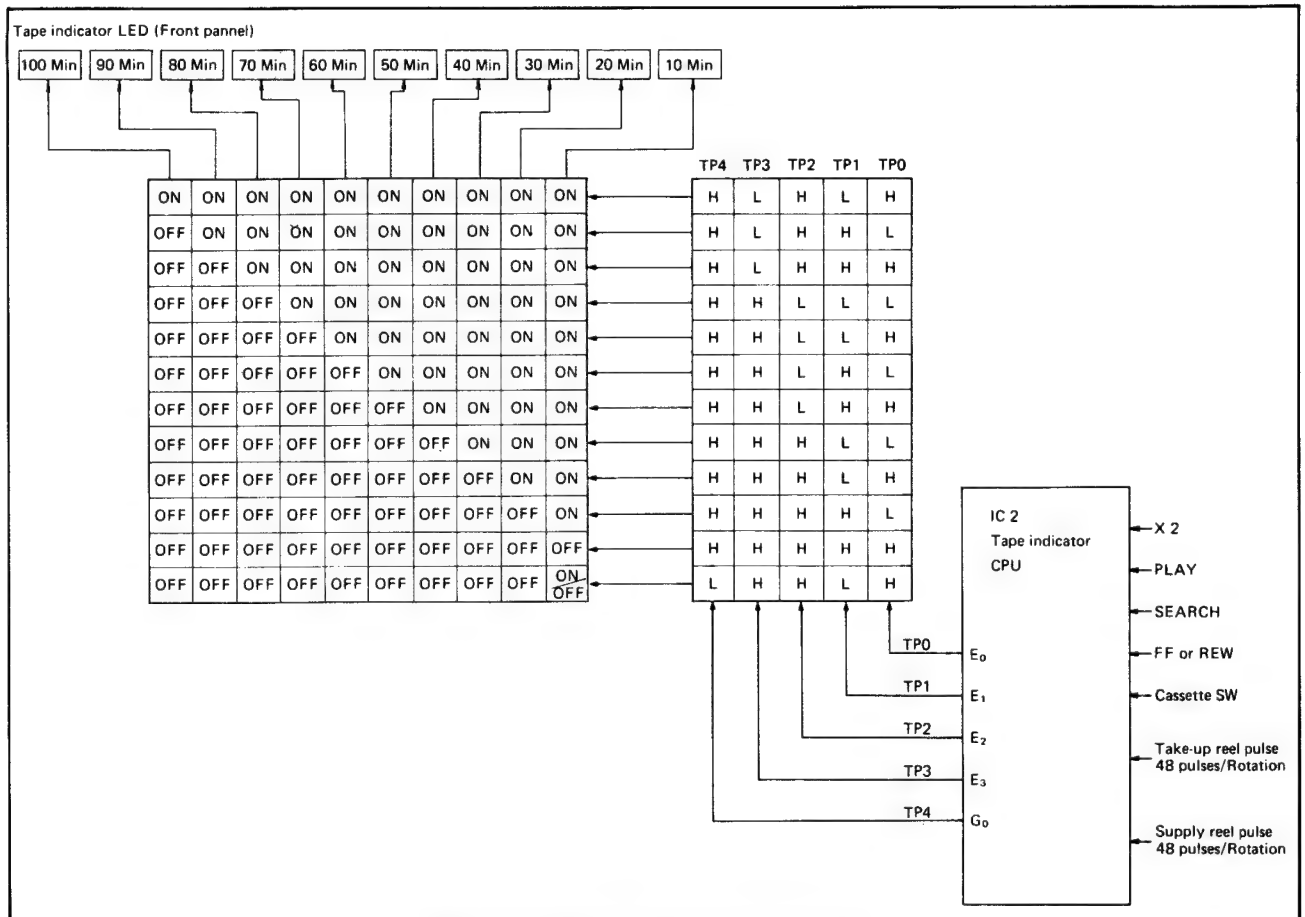 Tape indicator LED (Front pannel)
100 Min 90 Min 80 Min 70 Min 60 Min 50 Min 40 Min 30 Min 20 Min 10 Min
TP4 TP3 TP2 TP1 TP0
ON ON ON ON ON ON ON ON ON ON H L H L H
OFF ON ON ON ON ON ON ON ON ON H L H H L
OFF OFF ON ON ON ON ON ON ON ON H L H H H
OFF OFF OFF ON ON ON ON ON ON ON H H L L L
OFF OFF OFF OFF ON ON ON ON ON ON H H L L H
OFF OFF OFF OFF OFF ON ON ON ON ON H H L H L
OFF OFF OFF OFF OFF OFF ON ON ON ON H H L H H
OFF OFF OFF OFF OFF OFF OFF ON ON ON H H H L L
OFF OFF OFF OFF OFF OFF OFF OFF ON ON H H H L H
OFF OFF OFF OFF OFF OFF OFF OFF OFF ON H H H H L
OFF OFF OFF OFF OFF OFF OFF OFF OFF OFF H H H H H
OFF OFF OFF OFF OFF OFF OFF OFF OFF ON/OFF L H H L H
IC 2
Tape indicator
CPU
X 2
PLAY
SEARCH
TP0 E₀ FF or REW
TP1 E₁ Cassette SW
TP2 E₂
Take-up reel pulse
48 pulses/Rotation
TP3 E₃
TP4 G₀
Supply reel pulse
48 pulses/Rotation